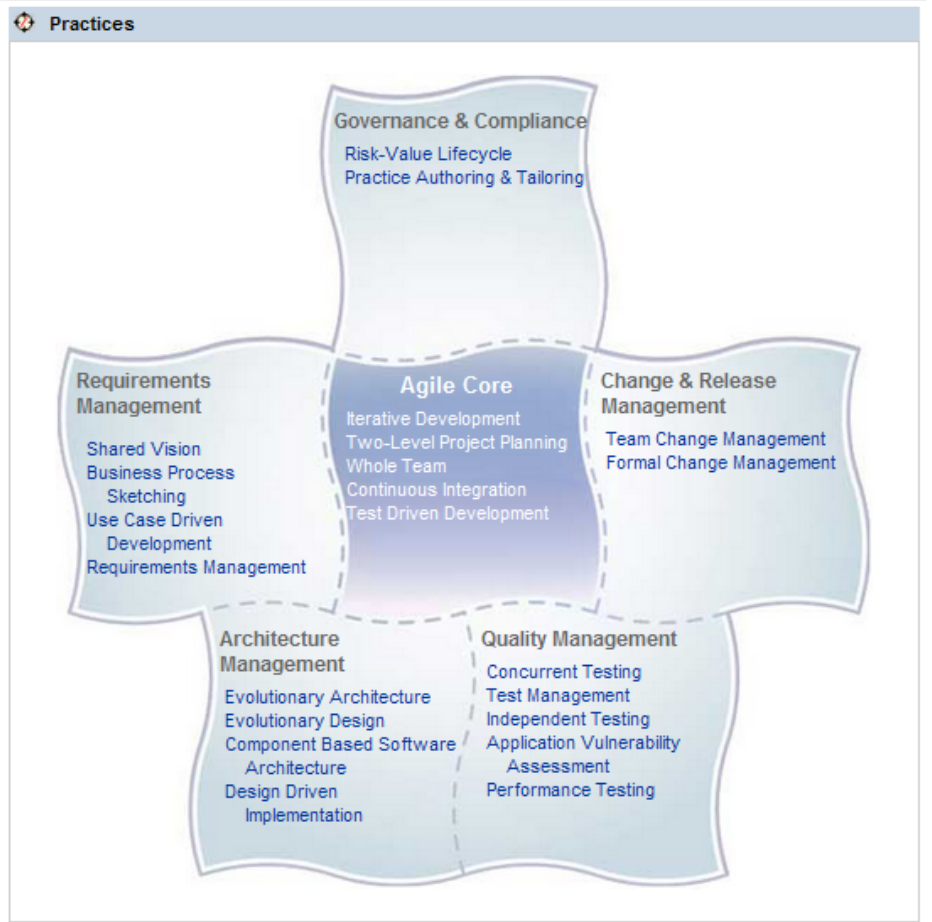 Practices
Governance & Compliance
Risk-Value Lifecycle
Practice Authoring & Tailoring
Requirements
Management
Shared Vision
Business Process
Sketching
Use Case Driven
Development
Requirements Management
Agile Core
Iterative Development
Two-Level Project Planning
Whole Team
Continuous Integration
Test Driven Development
Change & Release
Management
Team Change Management
Formal Change Management
Architecture
Management
Evolutionary Architecture
Evolutionary Design
Component Based Software
Architecture
Design Driven
Implementation
Quality Management
Concurrent Testing
Test Management
Independent Testing
Application Vulnerability
Assessment
Performance Testing